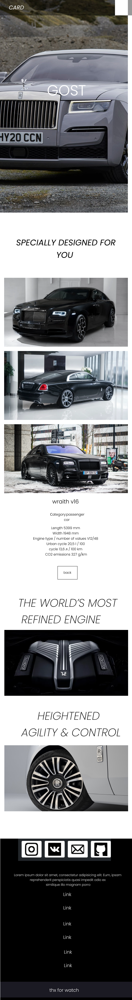 CARD
GOST
HY20 CCN
SPECIALLY DESIGNED FOR
YOU
WRAITH
EP-709-TG
wraith v16
Category:passenger
car
Length 5399 mm
Width 1948 mm
Engine type / number of values V12/48
Urban cycle 20,5 l / 100
cycle 13,6 л / 100 km
CO2 emissions 327 g/km
back
THE WORLD’S MOST
REFINED ENGINE
ROLLS-ROYCE
V12
ROLLS-ROYCE
HEIGHTENED
AGILITY & CONTROL
Lorem ipsum dolor sit amet, consectetur adipisicing elit. Eum, ipsam
reprehenderit perspiciatis quasi impedit odio ex
similique illo magnam porro
Link
Link
Link
Link
Link
Link
thx for watch